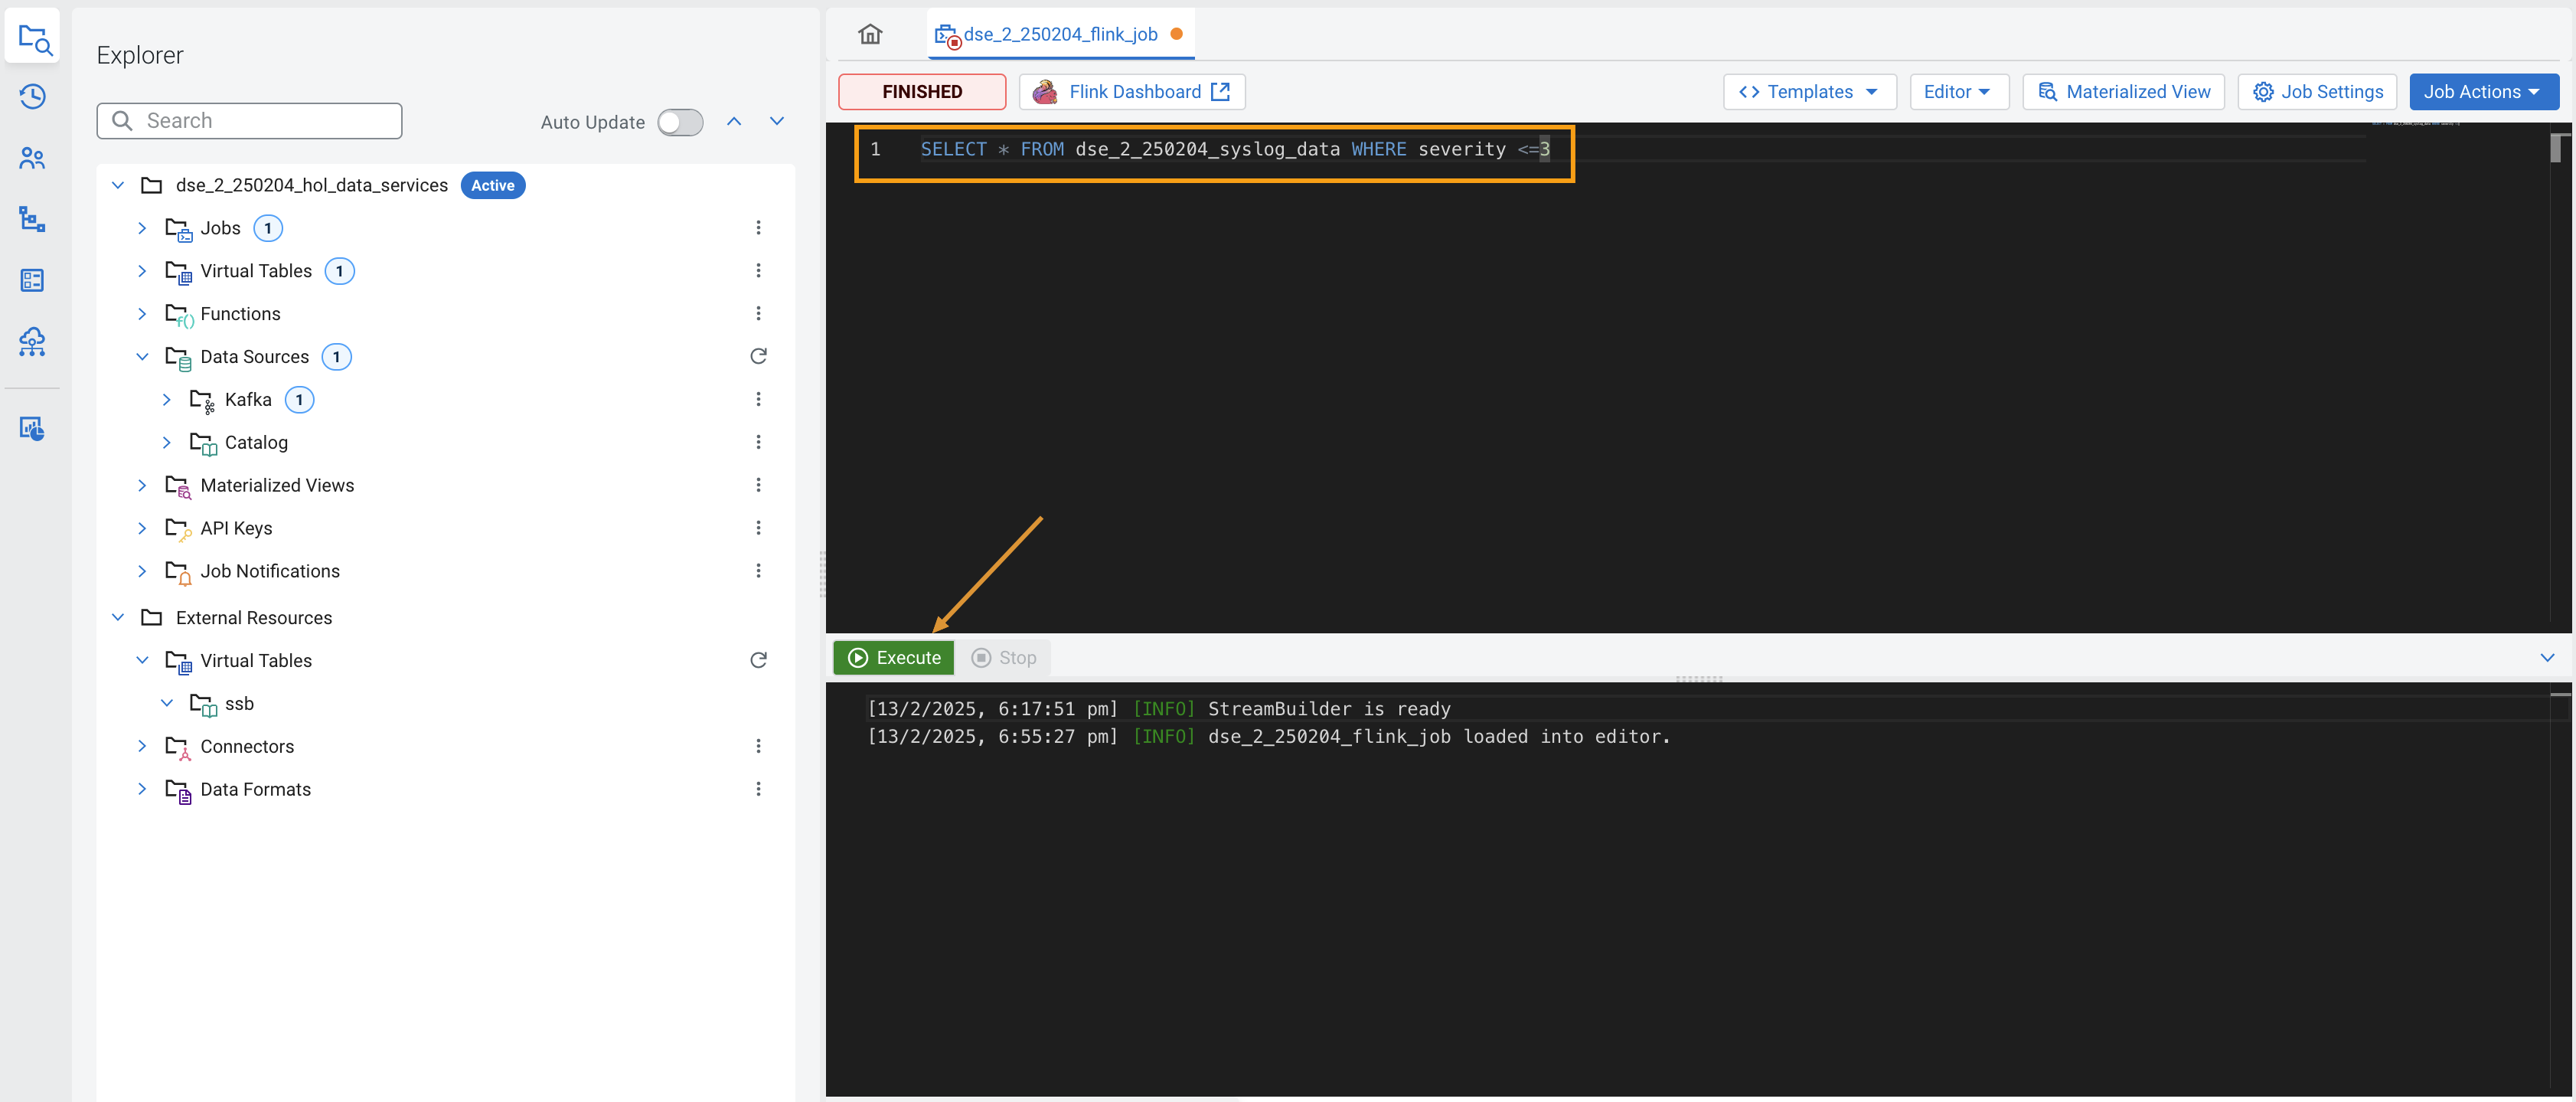 Explorer
Search
Auto Update
dse_2_250204_hol_data_services Active
Jobs 1
Virtual Tables 1
Functions
Data Sources 1
Kafka 1
Catalog
Materialized Views
API Keys
Job Notifications
External Resources
Virtual Tables
ssb
Connectors
Data Formats
dse_2_250204_flink_job
FINISHED Flink Dashboard Templates Editor Materialized View Job Settings Job Actions
1 SELECT * FROM dse_2_250204_syslog_data WHERE severity <=3
Execute Stop
[13/2/2025, 6:17:51 pm] [INFO] StreamBuilder is ready
[13/2/2025, 6:55:27 pm] [INFO] dse_2_250204_flink_job loaded into editor.